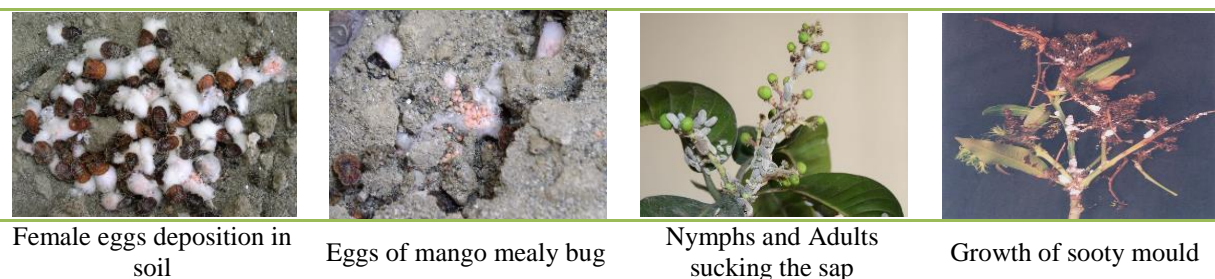 Female eggs deposition in
soil
Eggs of mango mealy bug
Nymphs and Adults
sucking the sap
Growth of sooty mould